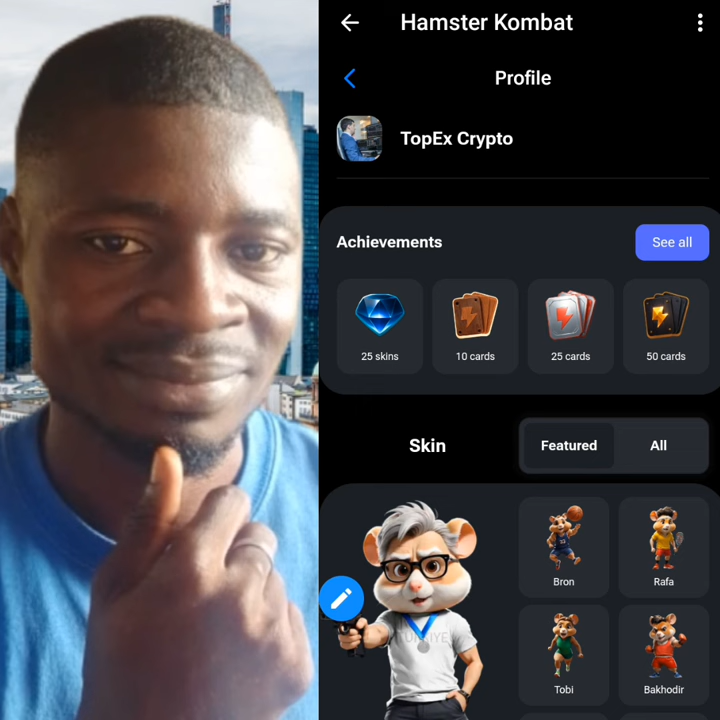 Hamster Kombat
Profile
TopEx Crypto
Achievements
See all
25 skins
10 cards
25 cards
50 cards
Skin
Featured
All
Bron
Rafa
Tobi
Bakhodir